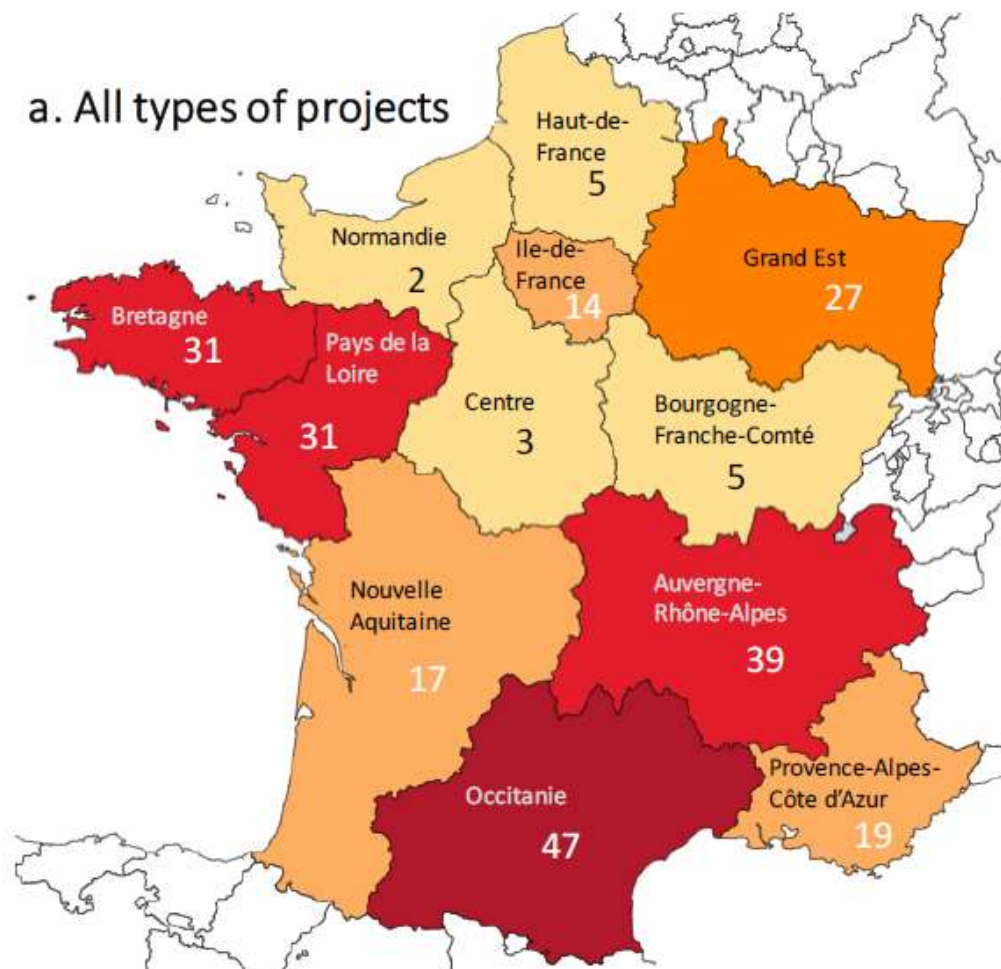 a. All types of projects
Haut-de-
France
5
Normandie
2
Ile-de-
France
14
Grand Est
27
Bretagne
31
Pays de la
Loire
31
Centre
3
Bourgogne-
Franche-Comté
5
Nouvelle
Aquitaine
17
Auvergne-
Rhône-Alpes
39
Occitanie
47
Provence-Alpes-
Côte d'Azur
19